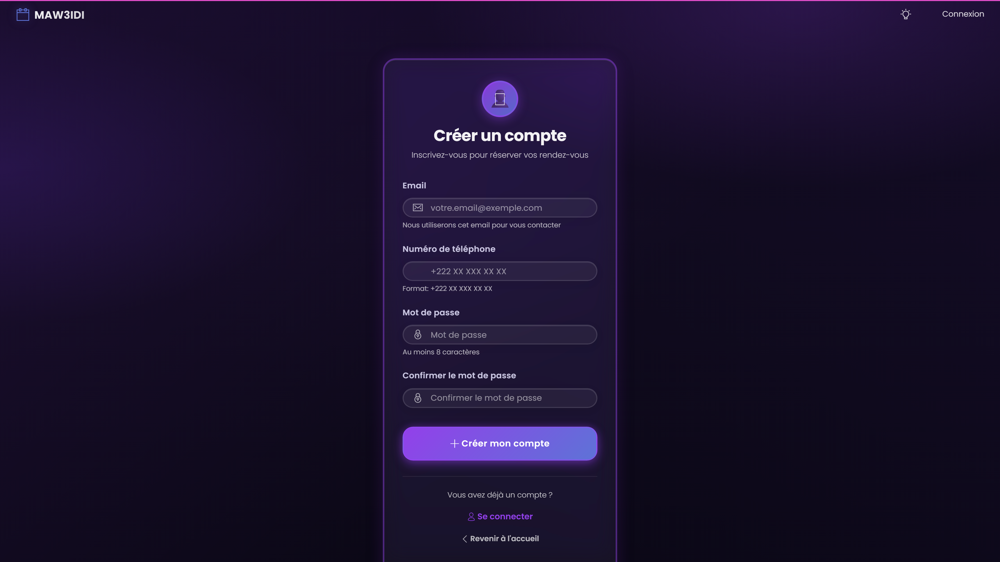 MAW3IDI
Connexion
Créer un compte
Inscrivez-vous pour réserver vos rendez-vous
Email
votre.email@exemple.com
Nous utiliserons cet email pour vous contacter
Numéro de téléphone
+222 XX XXX XX XX
Format: +222 XX XXX XX XX
Mot de passe
Mot de passe
Au moins 8 caractères
Confirmer le mot de passe
Confirmer le mot de passe
Créer mon compte
Vous avez déjà un compte ?
Se connecter
Revenir à l'accueil